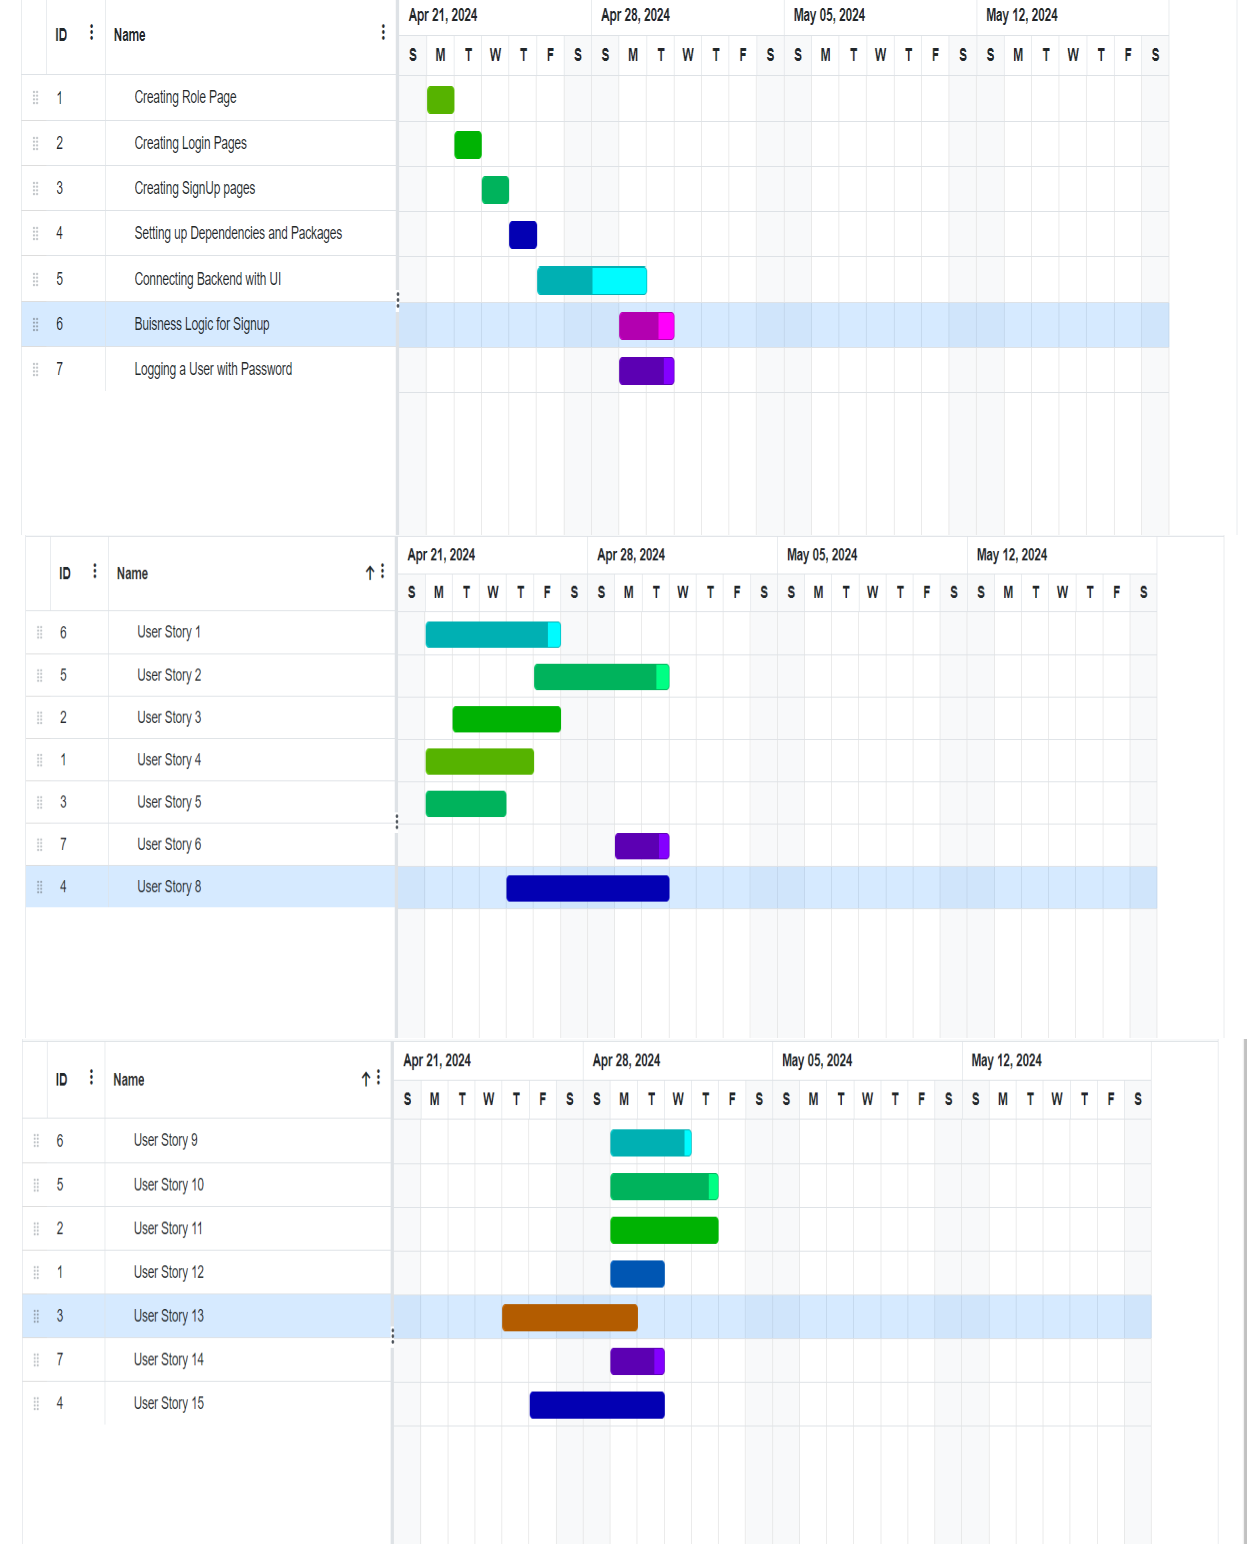 Apr 21, 2024 Apr 28, 2024 May 05, 2024 May 12, 2024
ID Name
S M T W T F S S M T W T F S S M T W T F S S M T W T F S
1 Creating Role Page
2 Creating Login Pages
3 Creating SignUp pages
4 Setting up Dependencies and Packages
5 Connecting Backend with UI
6 Buisness Logic for Signup
7 Logging a User with Password
Apr 21, 2024 Apr 28, 2024 May 05, 2024 May 12, 2024
ID Name
S M T W T F S S M T W T F S S M T W T F S S M T W T F S
6 User Story 1
5 User Story 2
2 User Story 3
1 User Story 4
3 User Story 5
7 User Story 6
4 User Story 8
Apr 21, 2024 Apr 28, 2024 May 05, 2024 May 12, 2024
ID Name
S M T W T F S S M T W T F S S M T W T F S S M T W T F S
6 User Story 9
5 User Story 10
2 User Story 11
1 User Story 12
3 User Story 13
7 User Story 14
4 User Story 15